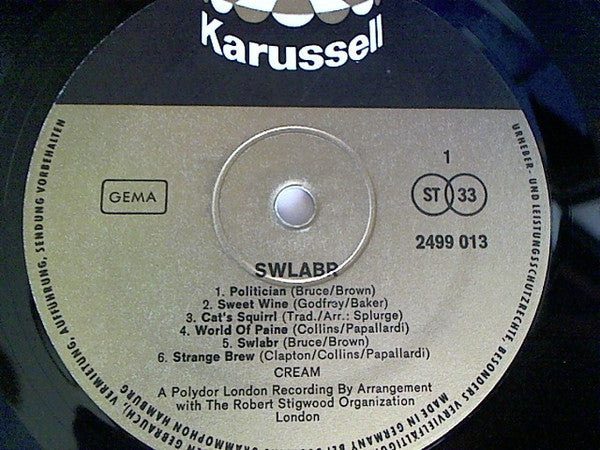 Karussell
GEMA
1
ST 33
2499 013
SWLABR
1. Politician (Bruce/Brown)
2. Sweet Wine (Godfrey/Baker)
3. Cat's Squirrl (Trad./Arr.: Splurge)
4. World Of Paine (Collins/Papallardi)
5. Swlabr (Bruce/Brown)
6. Strange Brew (Clapton/Collins/Papallardi)
CREAM
A Polydor London Recording By Arrangement
with The Robert Stigwood Organization
London
URHEBER- UND LEISTUNGSSCHUTZRECHTE, BESONDERS VERVIELFÄLTIGUNG
GEBRAUCH), VERMIETUNG, AUFFÜHRUNG, SENDUNG VORBEHALTEN
MADE IN GERMANY BEI
GRAMMOPHON HAMBURG